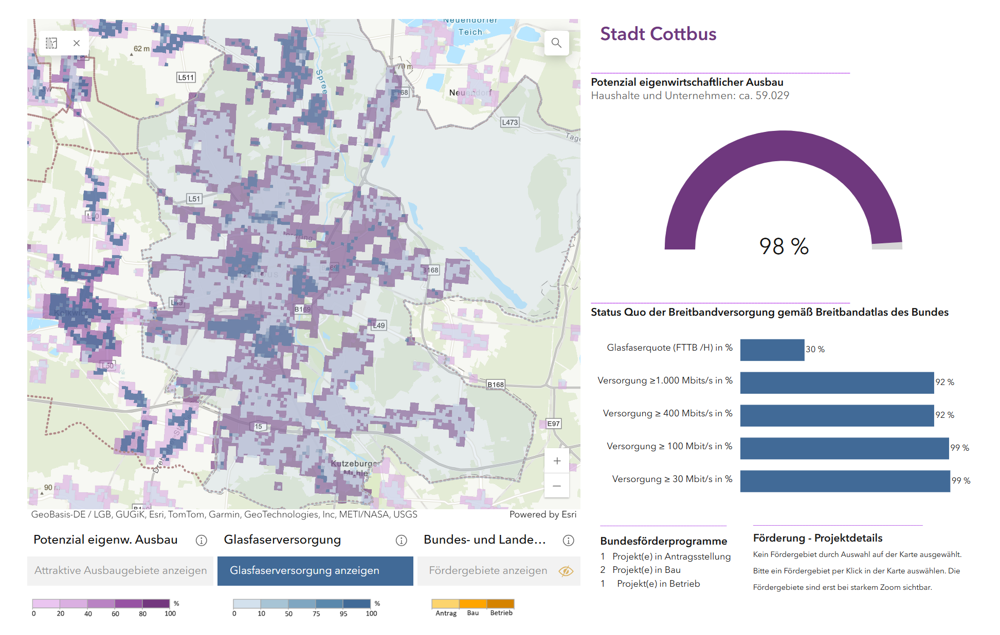 Neuendorfer
Teich
62 m
70 m
L511
Spree
168
Neuendorf
L473
L51
L50
B168
L49
B169
L49
Kolkwitz
L50
B168
15
E97
Kutzeburger
Mühle
90 m
GeoBasis-DE / LGB, GUGiK, Esri, TomTom, Garmin, GeoTechnologies, Inc, METI/NASA, USGS
Powered by Esri
Potenzial eigenw. Ausbau
Glasfaserversorgung
Bundes- und Lande...
Attraktive Ausbaugebiete anzeigen
Glasfaserversorgung anzeigen
Fördergebiete anzeigen
0 20 40 60 80 100 %
0 10 50 75 95 100 %
Antrag Bau Betrieb
Stadt Cottbus
Potenzial eigenwirtschaftlicher Ausbau
Haushalte und Unternehmen: ca. 59.029
98 %
Status Quo der Breitbandversorgung gemäß Breitbandatlas des Bundes
Glasfaserquote (FTTB /H) in % 30 %
Versorgung ≥1.000 Mbits/s in % 92 %
Versorgung ≥ 400 Mbits/s in % 92 %
Versorgung ≥ 100 Mbit/s in % 99 %
Versorgung ≥ 30 Mbit/s in % 99 %
Bundesförderprogramme
1 Projekt(e) in Antragsstellung
2 Projekt(e) in Bau
1 Projekt(e) in Betrieb
Förderung - Projektdetails
Kein Fördergebiet durch Auswahl auf der Karte ausgewählt.
Bitte ein Fördergebiet per Klick in der Karte auswählen. Die
Fördergebiete sind erst bei starkem Zoom sichtbar.